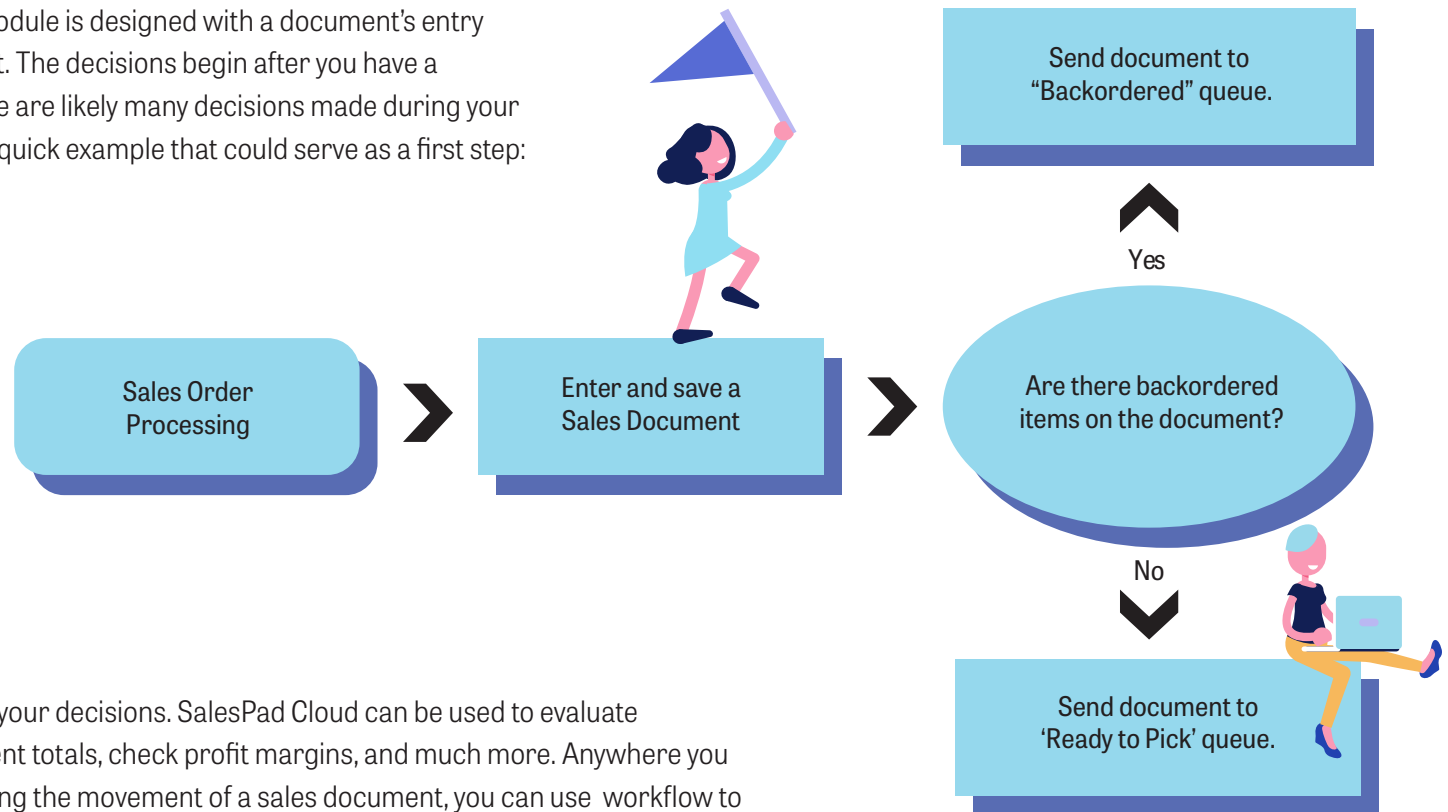 odule is designed with a document’s entry
t. The decisions begin after you have a
e are likely many decisions made during your
quick example that could serve as a first step:
Send document to
“Backordered” queue.
Yes
Sales Order
Processing
Enter and save a
Sales Document
Are there backordered
items on the document?
No
Send document to
‘Ready to Pick’ queue.
your decisions. SalesPad Cloud can be used to evaluate
ent totals, check profit margins, and much more. Anywhere you
ng the movement of a sales document, you can use workflow to